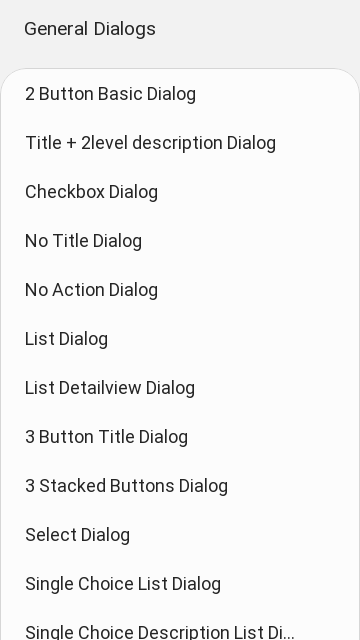 General Dialogs
2 Button Basic Dialog
Title + 2level description Dialog
Checkbox Dialog
No Title Dialog
No Action Dialog
List Dialog
List Detailview Dialog
3 Button Title Dialog
3 Stacked Buttons Dialog
Select Dialog
Single Choice List Dialog
Single Choice Description List Di...